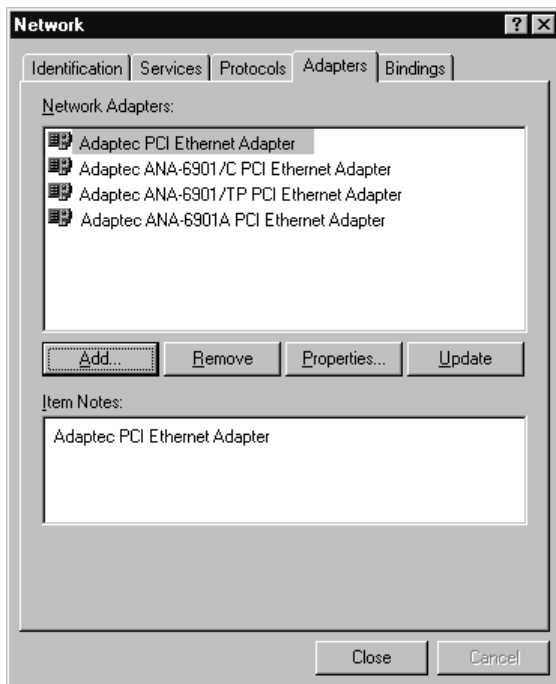 Network
Identification Services Protocols Adapters Bindings
Network Adapters:
Adaptec PCI Ethernet Adapter
Adaptec ANA-6901/C PCI Ethernet Adapter
Adaptec ANA-6901/TP PCI Ethernet Adapter
Adaptec ANA-6901A PCI Ethernet Adapter
Add... Remove Properties... Update
Item Notes:
Adaptec PCI Ethernet Adapter
Close Cancel